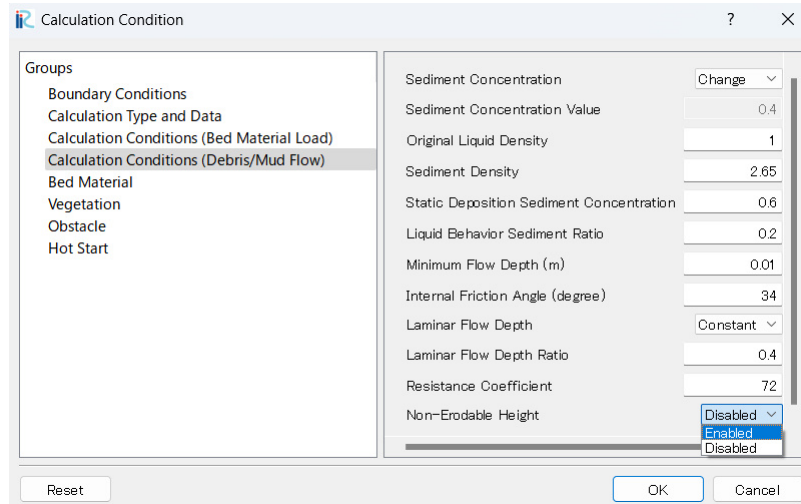 iRC Calculation Condition ? ×
Groups
Boundary Conditions
Calculation Type and Data
Calculation Conditions (Bed Material Load)
Calculation Conditions (Debris/Mud Flow)
Bed Material
Vegetation
Obstacle
Hot Start
Sediment Concentration Change
Sediment Concentration Value 0.4
Original Liquid Density 1
Sediment Density 2.65
Static Deposition Sediment Concentration 0.6
Liquid Behavior Sediment Ratio 0.2
Minimum Flow Depth (m) 0.01
Internal Friction Angle (degree) 34
Laminar Flow Depth Constant
Laminar Flow Depth Ratio 0.4
Resistance Coefficient 72
Non-Erodable Height Disabled
Enabled
Disabled
Reset OK Cancel